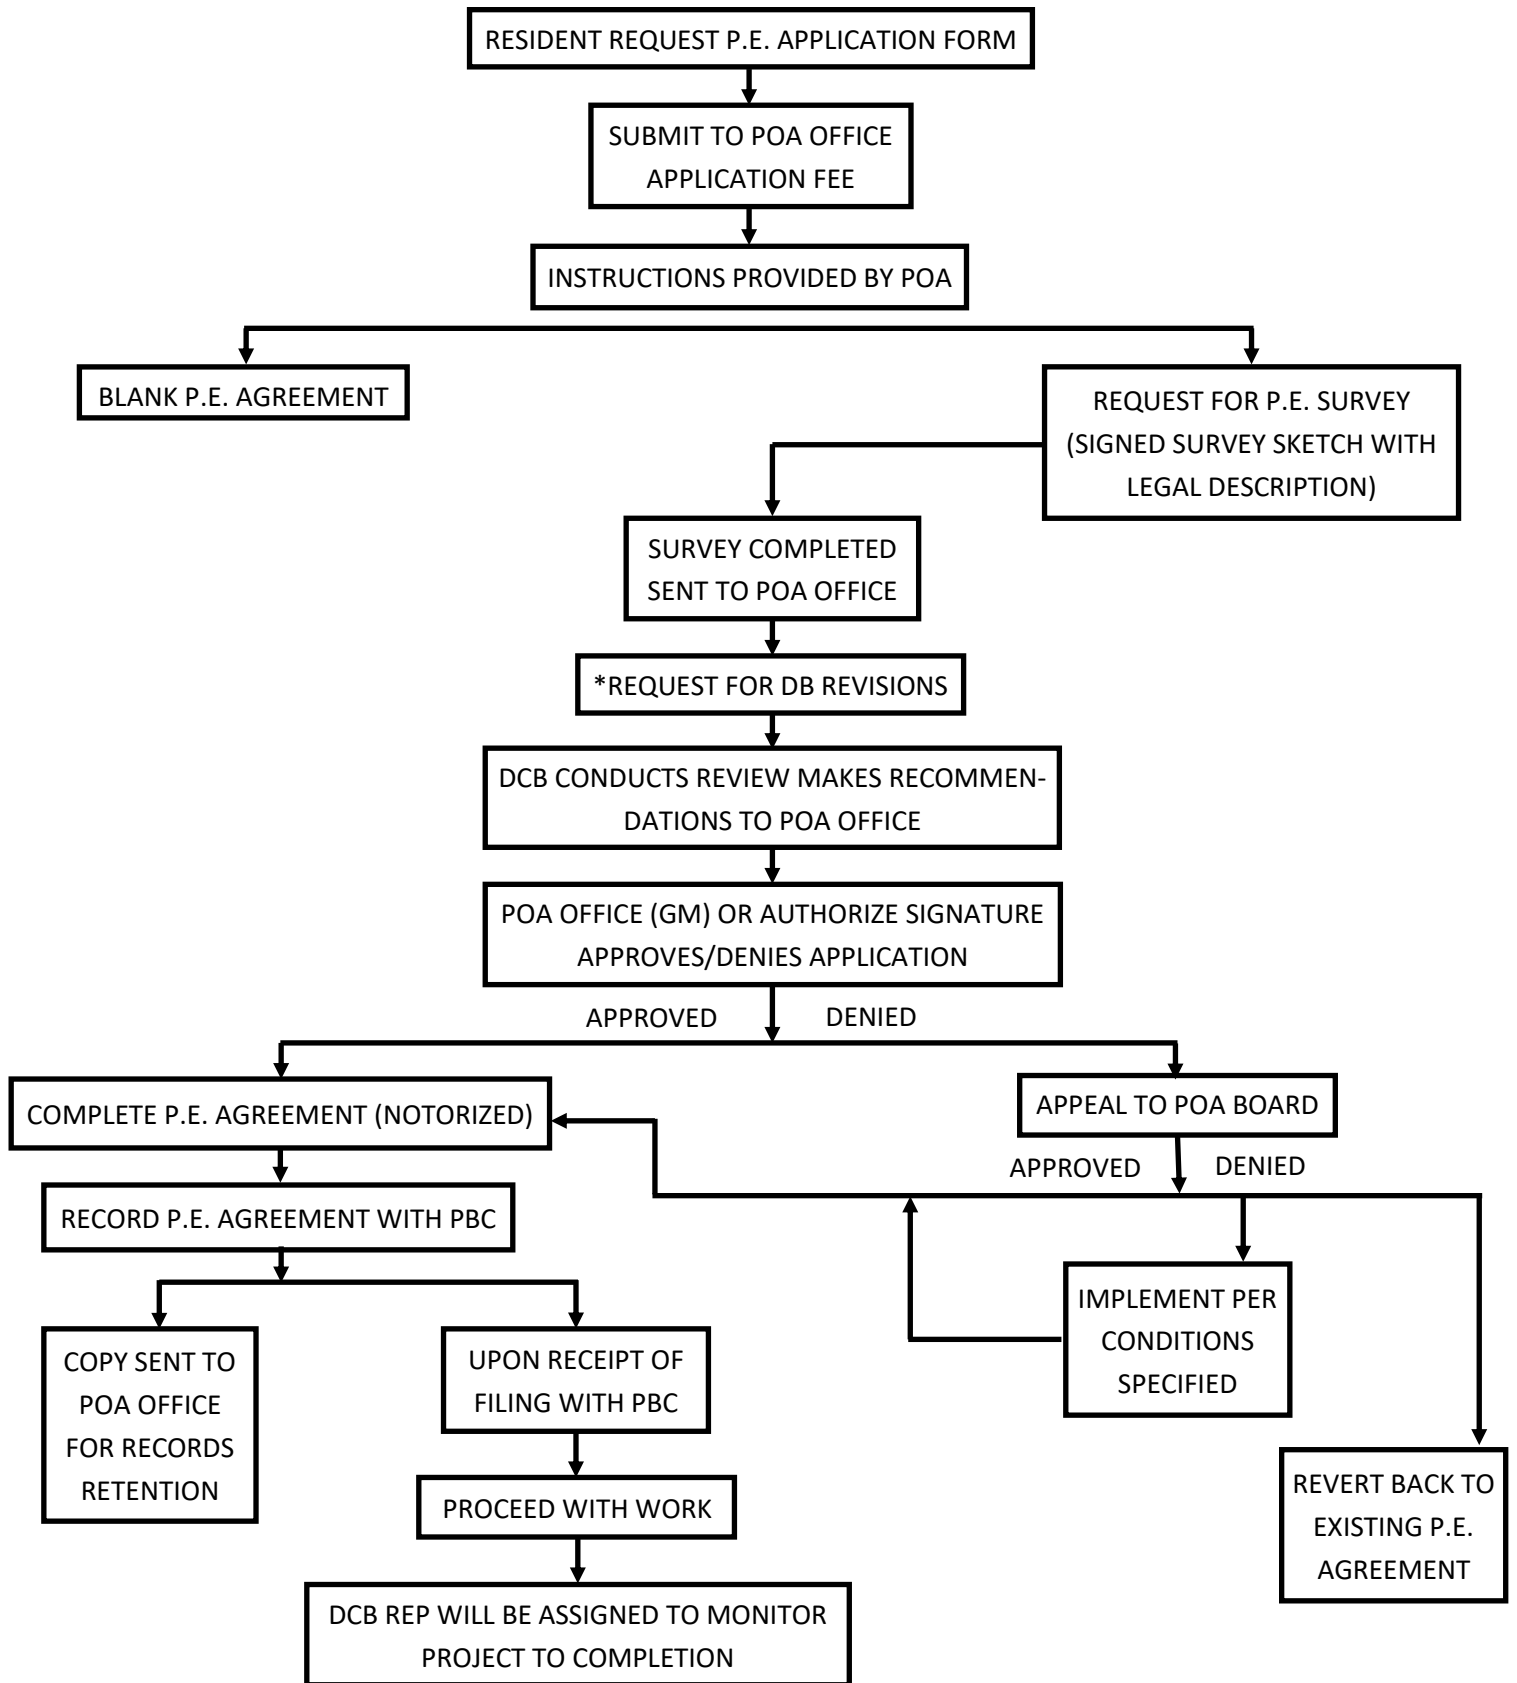 RESIDENT REQUEST P.E. APPLICATION FORM
SUBMIT TO POA OFFICE
APPLICATION FEE
INSTRUCTIONS PROVIDED BY POA
BLANK P.E. AGREEMENT
REQUEST FOR P.E. SURVEY
(SIGNED SURVEY SKETCH WITH
LEGAL DESCRIPTION)
SURVEY COMPLETED
SENT TO POA OFFICE
*REQUEST FOR DB REVISIONS
DCB CONDUCTS REVIEW MAKES RECOMMEN-
DATIONS TO POA OFFICE
POA OFFICE (GM) OR AUTHORIZE SIGNATURE
APPROVES/DENIES APPLICATION
APPROVED
DENIED
COMPLETE P.E. AGREEMENT (NOTORIZED)
APPEAL TO POA BOARD
APPROVED
DENIED
RECORD P.E. AGREEMENT WITH PBC
IMPLEMENT PER
CONDITIONS
SPECIFIED
COPY SENT TO
POA OFFICE
FOR RECORDS
RETENTION
UPON RECEIPT OF
FILING WITH PBC
REVERT BACK TO
EXISTING P.E.
AGREEMENT
PROCEED WITH WORK
DCB REP WILL BE ASSIGNED TO MONITOR
PROJECT TO COMPLETION